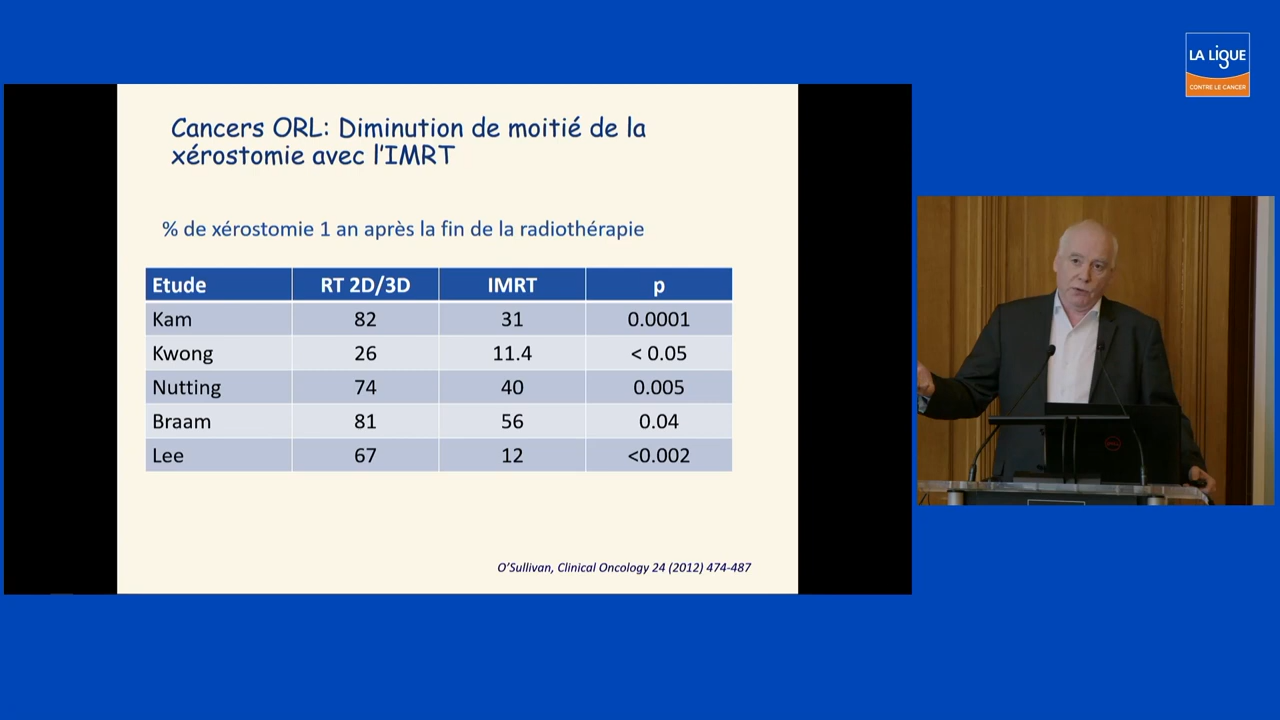 LA LIGUE
CONTRE LE CANCER
Cancers ORL: Diminution de moitié de la
xérostomie avec l'IMRT
% de xérostomie 1 an après la fin de la radiothérapie
Etude RT 2D/3D IMRT p
Kam 82 31 0.0001
Kwong 26 11.4 < 0.05
Nutting 74 40 0.005
Braam 81 56 0.04
Lee 67 12 <0.002
O'Sullivan, Clinical Oncology 24 (2012) 474-487